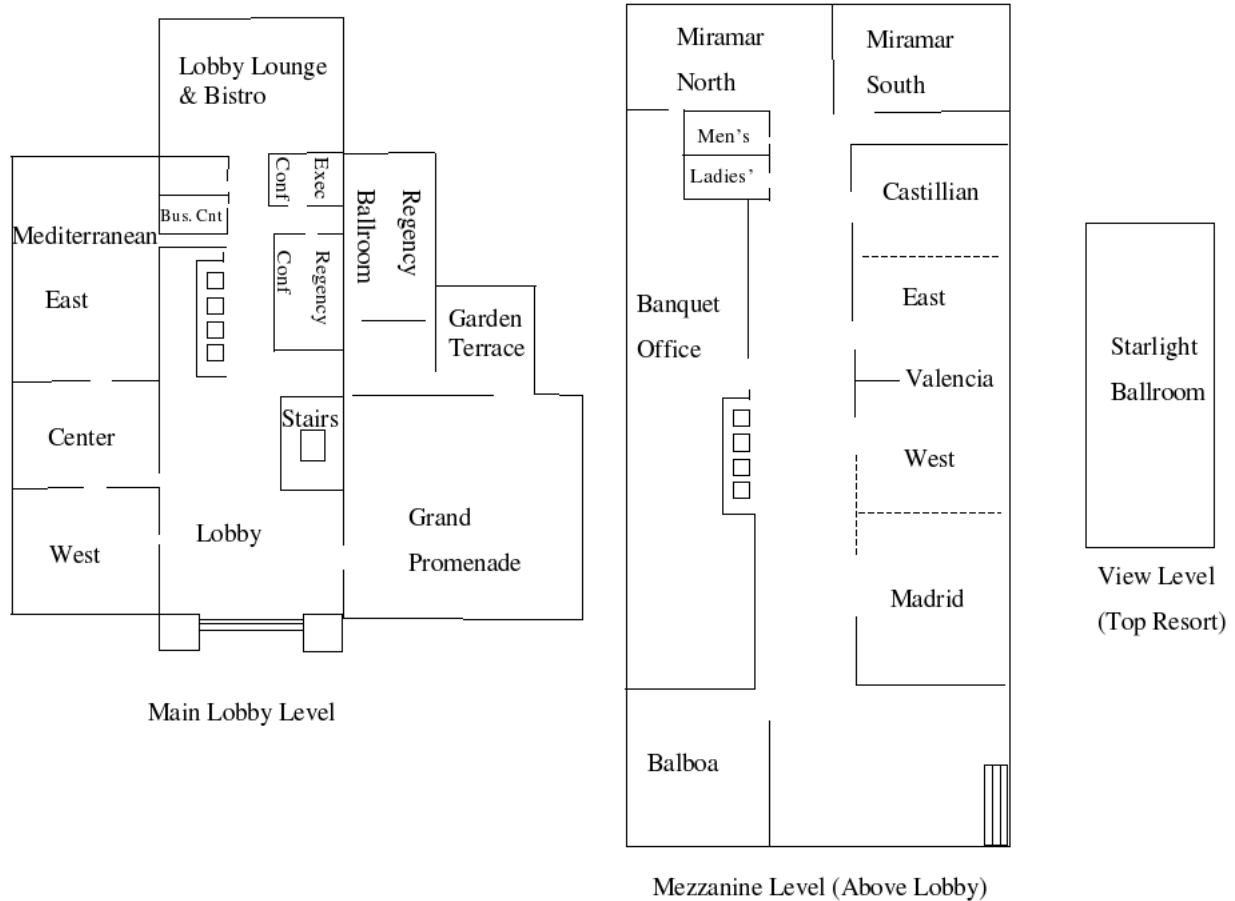 Lobby Lounge
& Bistro
Exec
Conf
Bus. Cnt
Regency
Ballroom
Mediterranean
East
Regency
Conf
Garden
Terrace
Center
Stairs
West
Lobby
Grand
Promenade
Main Lobby Level
Miramar
North
Miramar
South
Men's
Ladies'
Castillian
Banquet
Office
East
Valencia
West
Madrid
Balboa
Mezzanine Level (Above Lobby)
Starlight
Ballroom
View Level
(Top Resort)